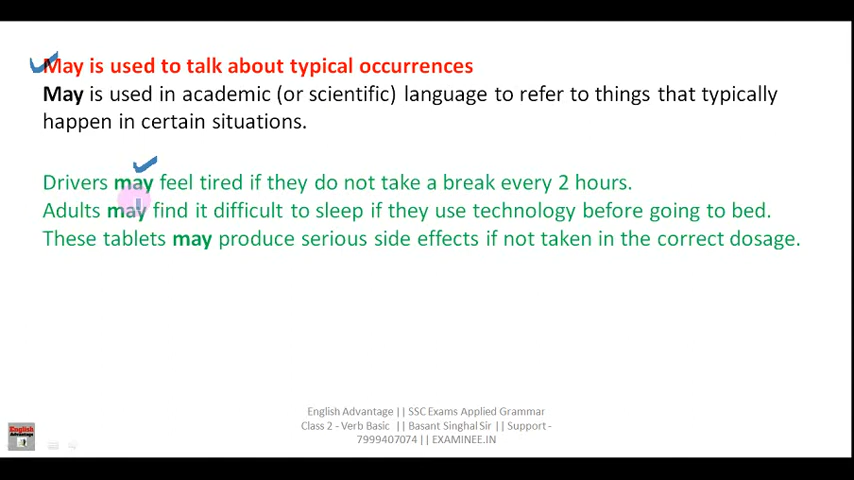 May is used to talk about typical occurrences
May is used in academic (or scientific) language to refer to things that typically
happen in certain situations.
Drivers may feel tired if they do not take a break every 2 hours.
Adults may find it difficult to sleep if they use technology before going to bed.
These tablets may produce serious side effects if not taken in the correct dosage.
English Advantage || SSC Exams Applied Grammar
Class 2 - Verb Basic || Basant Singhal Sir || Support -
7999407074 || EXAMINEE.IN
English
Advantage